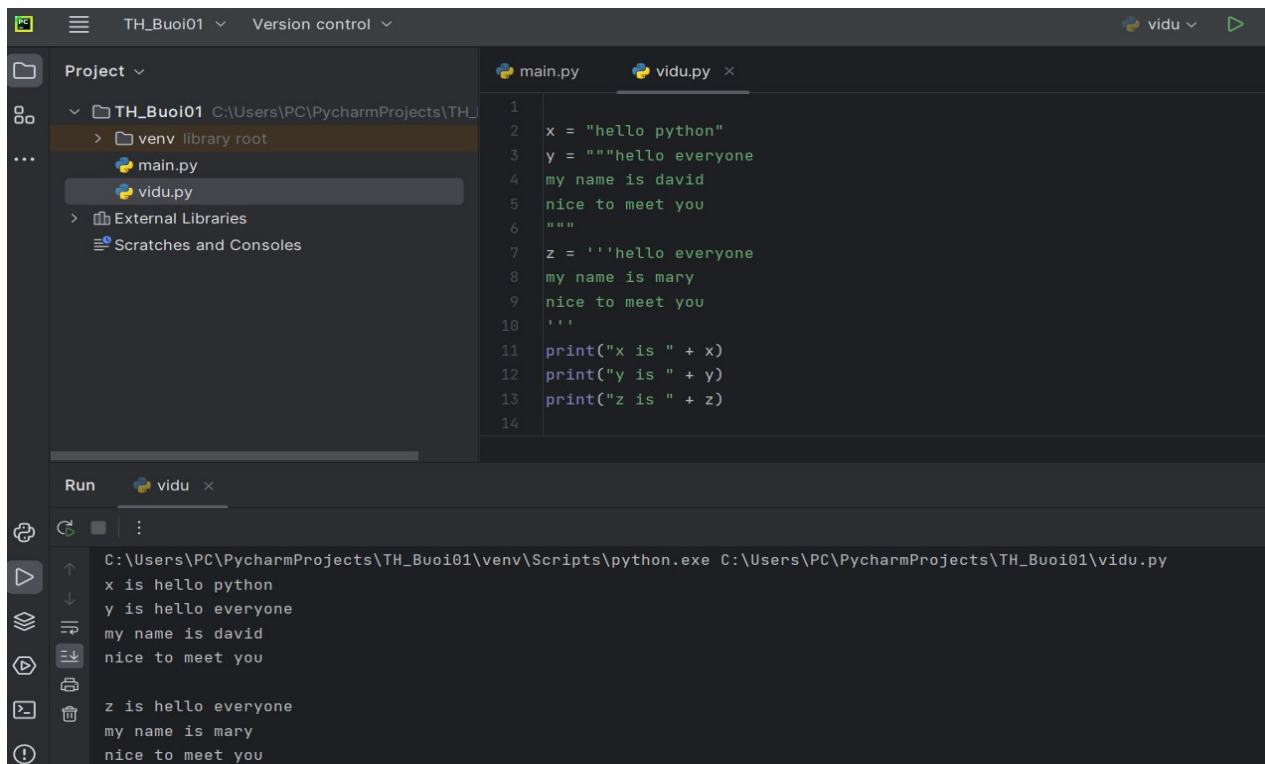 PC
TH_Buoi01 Version control vidu
Project
main.py vidu.py
TH_Buoi01 C:\Users\PC\PycharmProjects\TH_
venv library root
main.py
vidu.py
External Libraries
Scratches and Consoles
1
2 x = "hello python"
3 y = """hello everyone
4 my name is david
5 nice to meet you
6 """
7 z = '''hello everyone
8 my name is mary
9 nice to meet you
10 '''
11 print("x is " + x)
12 print("y is " + y)
13 print("z is " + z)
14
Run vidu
C:\Users\PC\PycharmProjects\TH_Buoi01\venv\Scripts\python.exe C:\Users\PC\PycharmProjects\TH_Buoi01\vidu.py
x is hello python
y is hello everyone
my name is david
nice to meet you
z is hello everyone
my name is mary
nice to meet you